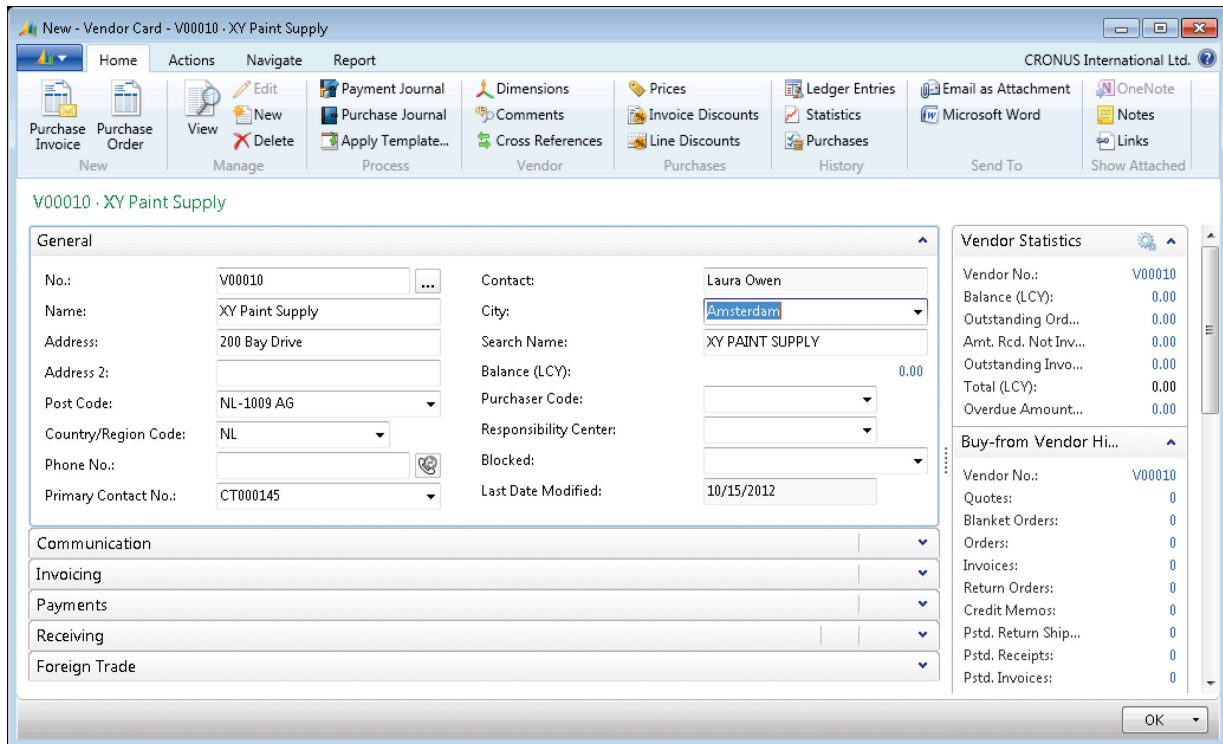 New - Vendor Card - V00010 · XY Paint Supply
Home Actions Navigate Report CRONUS International Ltd.
Purchase Invoice
Purchase Order
New
View
Edit
New
Delete
Manage
Payment Journal
Purchase Journal
Apply Template...
Process
Dimensions
Comments
Cross References
Vendor
Prices
Invoice Discounts
Line Discounts
Purchases
Ledger Entries
Statistics
Purchases
History
Email as Attachment
Microsoft Word
Send To
OneNote
Notes
Links
Show Attached
V00010 · XY Paint Supply
General
No.: V00010 ...
Name: XY Paint Supply
Address: 200 Bay Drive
Address 2:
Post Code: NL-1009 AG
Country/Region Code: NL
Phone No.:
Primary Contact No.: CT000145
Contact: Laura Owen
City: Amsterdam
Search Name: XY PAINT SUPPLY
Balance (LCY): 0.00
Purchaser Code:
Responsibility Center:
Blocked:
Last Date Modified: 10/15/2012
Communication
Invoicing
Payments
Receiving
Foreign Trade
Vendor Statistics
Vendor No.: V00010
Balance (LCY): 0.00
Outstanding Ord... 0.00
Amt. Rcd. Not Inv... 0.00
Outstanding Invo... 0.00
Total (LCY): 0.00
Overdue Amount... 0.00
Buy-from Vendor Hi...
Vendor No.: V00010
Quotes: 0
Blanket Orders: 0
Orders: 0
Invoices: 0
Return Orders: 0
Credit Memos: 0
Pstd. Return Ship... 0
Pstd. Receipts: 0
Pstd. Invoices: 0
OK